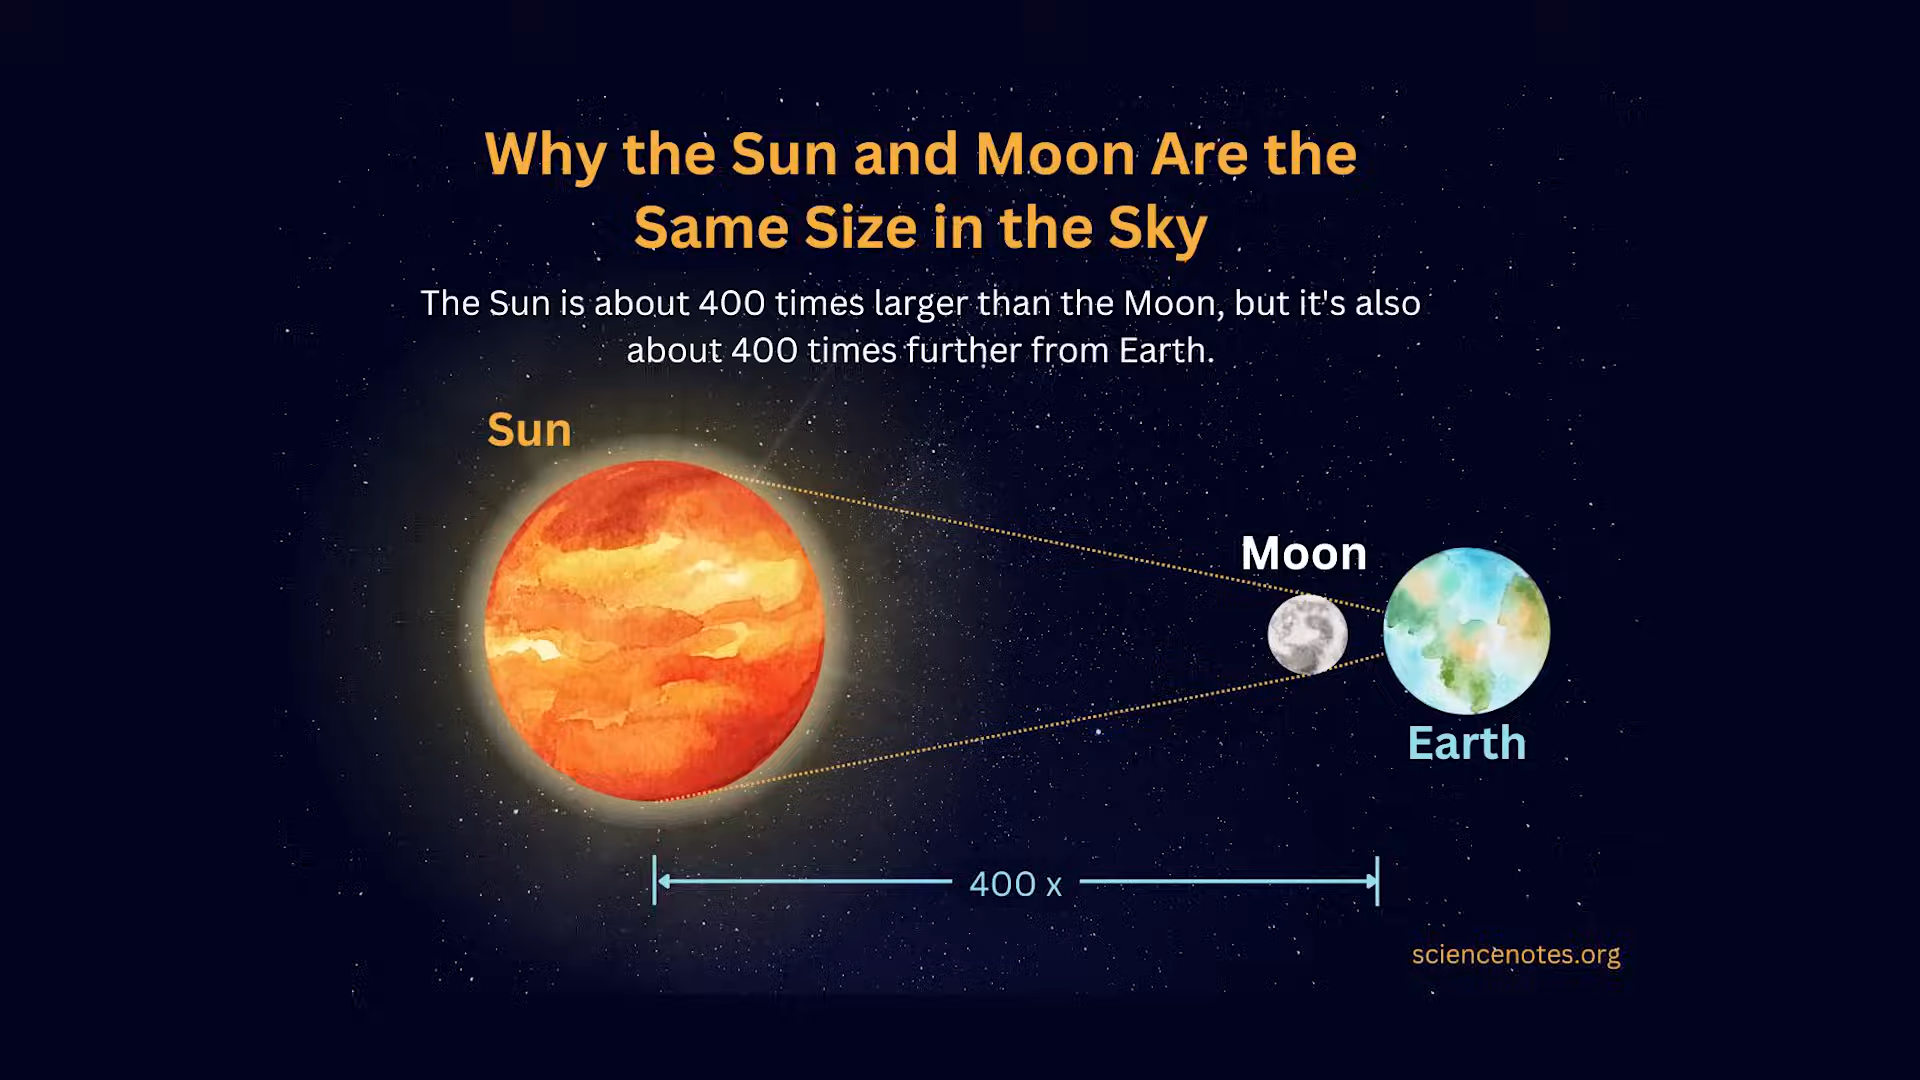 Why the Sun and Moon Are the
Same Size in the Sky
The Sun is about 400 times larger than the Moon, but it's also
about 400 times further from Earth.
Sun
Moon
Earth
400 x
sciencenotes.org